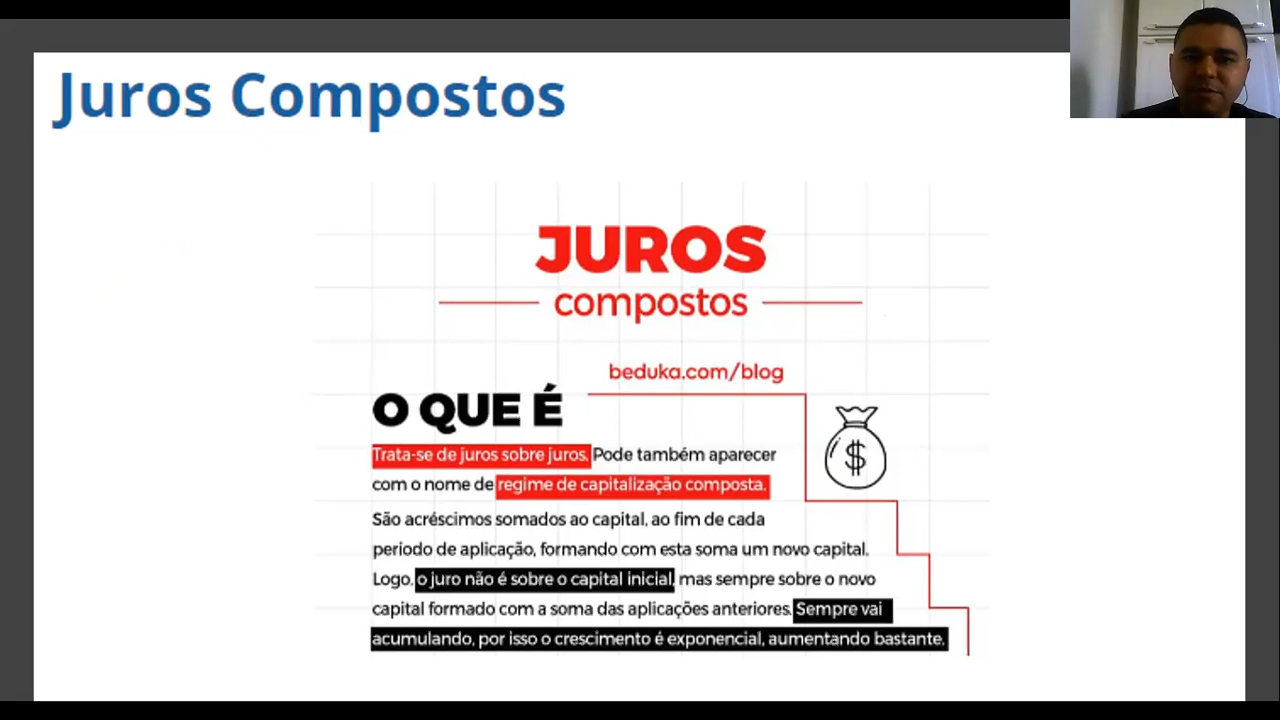 Juros Compostos
JUROS
compostos
beduka.com/blog
O QUE É
Trata-se de juros sobre juros. Pode também aparecer
com o nome de regime de capitalização composta.
São acréscimos somados ao capital, ao fim de cada
periodo de aplicação, formando com esta soma um novo capital.
Logo, o juro não é sobre o capital inicial, mas sempre sobre o novo
capital formado com a soma das aplicações anteriores. Sempre vai
acumulando, por isso o crescimento é exponencial, aumentando bastante.
$